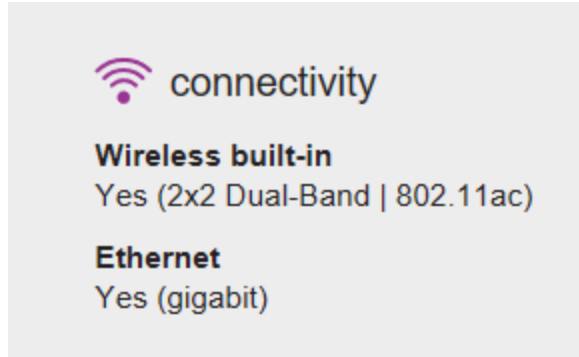 connectivity
Wireless built-in
Yes (2x2 Dual-Band | 802.11ac)
Ethernet
Yes (gigabit)